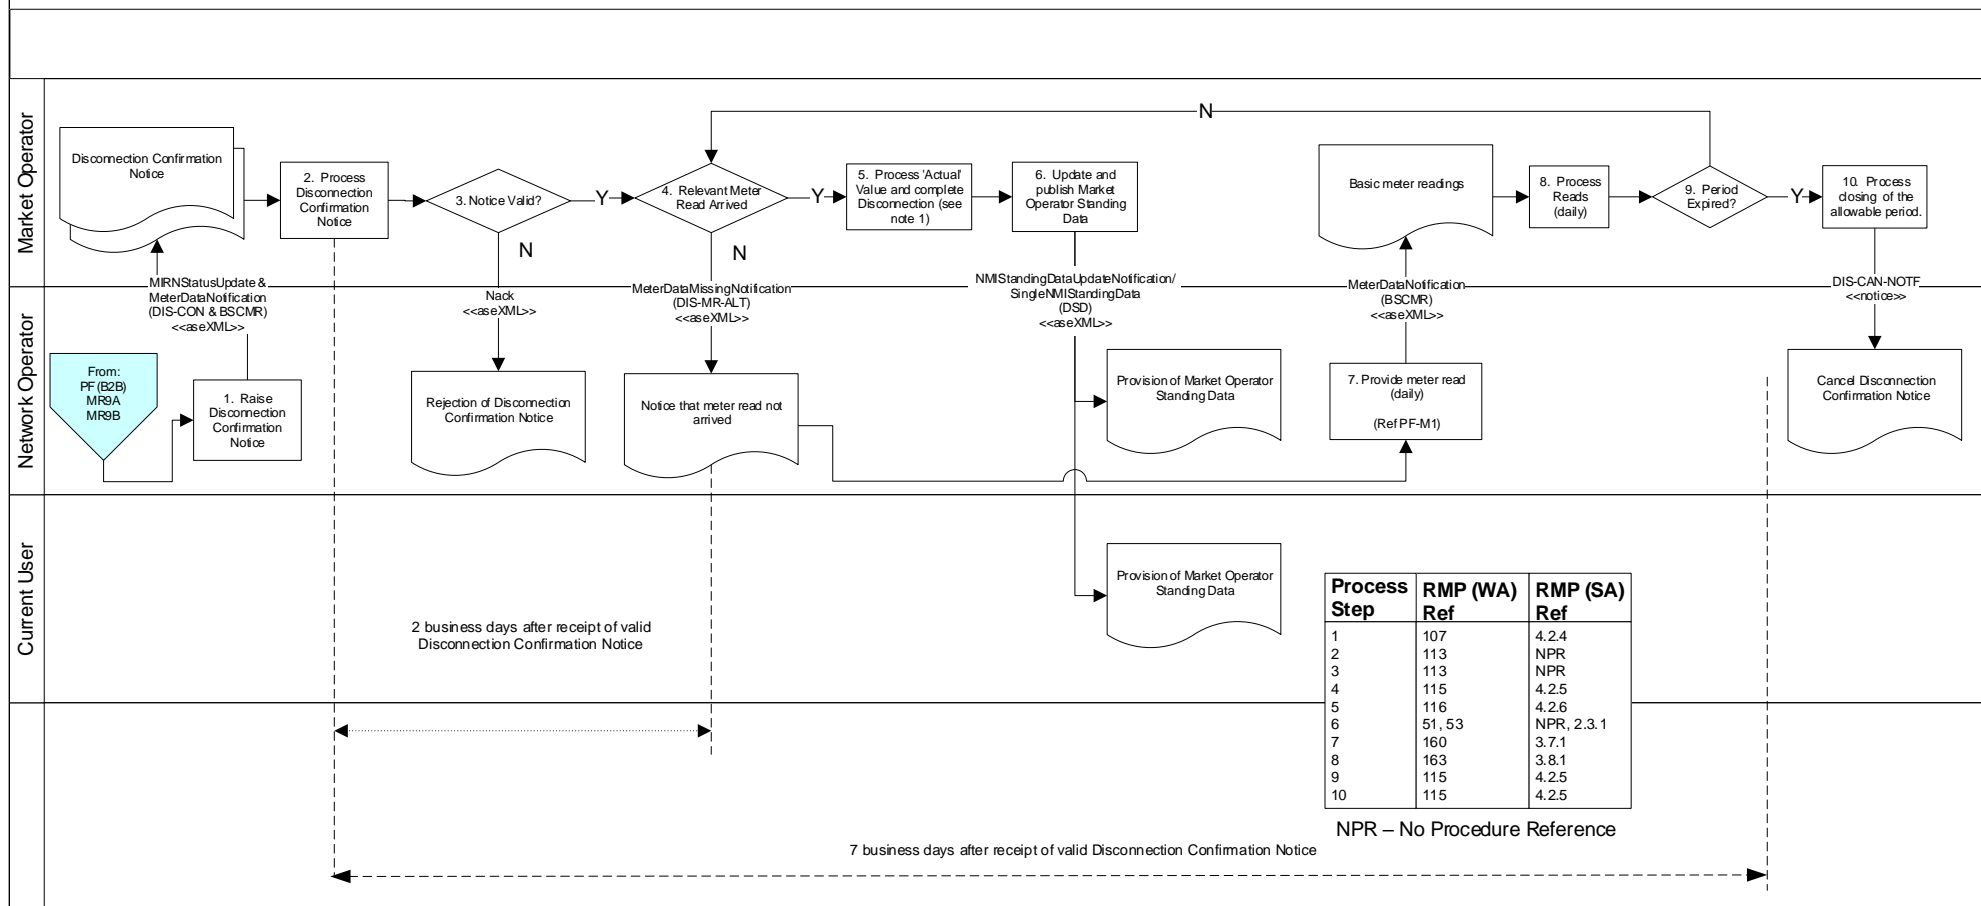 Market Operator
Disconnection Confirmation
Notice
2. Process
Disconnection
Confirmation
Notice
3. Notice Valid?
Y
N
4. Relevant Meter
Read Arrived
Y
N
5. Process 'Actual'
Value and complete
Disconnection (see
note 1)
6. Update and
publish Market
Operator Standing
Data
N
Basic meter readings
8. Process
Reads
(daily)
9. Period
Expired?
Y
10. Process
closing of the
allowable period.
MIRNStatusUpdate &
MeterDataNotification
(DIS-CON & BSCMR)
<<aseXML>>
Nack
<<aseXML>>
MeterDataMissingNotification
(DIS-MR-ALT)
<<aseXML>>
NMIStandingDataUpdateNotification/
SingleNMIStandingData
(DSD)
<<aseXML>>
MeterDataNotification
(BSCMR)
<<aseXML>>
DIS-CAN-NOTF
<<notice>>
Network Operator
From:
PF (B2B)
MR9A
MR9B
1. Raise
Disconnection
Confirmation
Notice
Rejection of Disconnection
Confirmation Notice
Notice that meter read not
arrived
Provision of Market Operator
Standing Data
7. Provide meter read
(daily)
(Ref PF-M1)
Cancel Disconnection
Confirmation Notice
Current User
2 business days after receipt of valid
Disconnection Confirmation Notice
Provision of Market Operator
Standing Data
Process RMP (WA) RMP (SA)
Step Ref Ref
1 107 4.2.4
2 113 NPR
3 113 NPR
4 115 4.2.5
5 116 4.2.6
6 51, 53 NPR, 2.3.1
7 160 3.7.1
8 163 3.8.1
9 115 4.2.5
10 115 4.2.5
NPR – No Procedure Reference
7 business days after receipt of valid Disconnection Confirmation Notice